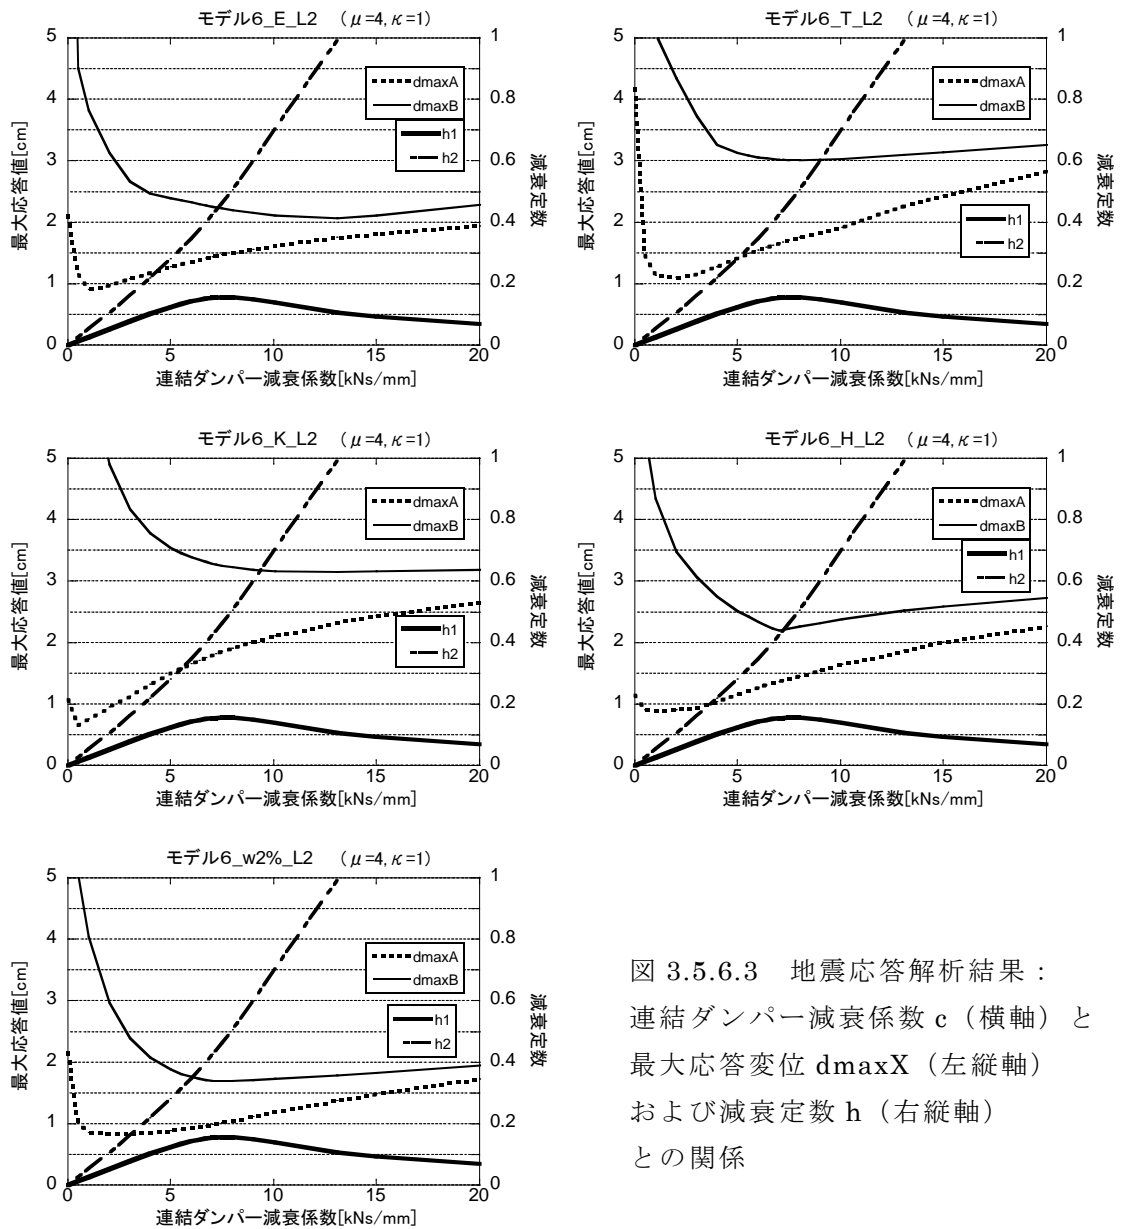 モデル6_E_L2 （μ=4,κ=1）
最大応答値[cm]
5
4
3
2
1
0
1
0.8
0.6
0.4
0.2
0
減衰定数
dmaxA
dmaxB
h1
h2
0 5 10 15 20
連結ダンパー減衰係数[kNs/mm]
モデル6_T_L2 （μ=4,κ=1）
最大応答値[cm]
5
4
3
2
1
0
1
0.8
0.6
0.4
0.2
0
減衰定数
dmaxA
dmaxB
h1
h2
0 5 10 15 20
連結ダンパー減衰係数[kNs/mm]
モデル6_K_L2 （μ=4,κ=1）
最大応答値[cm]
5
4
3
2
1
0
1
0.8
0.6
0.4
0.2
0
減衰定数
dmaxA
dmaxB
h1
h2
0 5 10 15 20
連結ダンパー減衰係数[kNs/mm]
モデル6_H_L2 （μ=4,κ=1）
最大応答値[cm]
5
4
3
2
1
0
1
0.8
0.6
0.4
0.2
0
減衰定数
dmaxA
dmaxB
h1
h2
0 5 10 15 20
連結ダンパー減衰係数[kNs/mm]
モデル6_w2%_L2 （μ=4,κ=1）
最大応答値[cm]
5
4
3
2
1
0
1
0.8
0.6
0.4
0.2
0
減衰定数
dmaxA
dmaxB
h1
h2
0 5 10 15 20
連結ダンパー減衰係数[kNs/mm]
図 3.5.6.3 地震応答解析結果：
連結ダンパー減衰係数 c（横軸）と
最大応答変位 dmaxX（左縦軸）
および減衰定数 h（右縦軸）
との関係